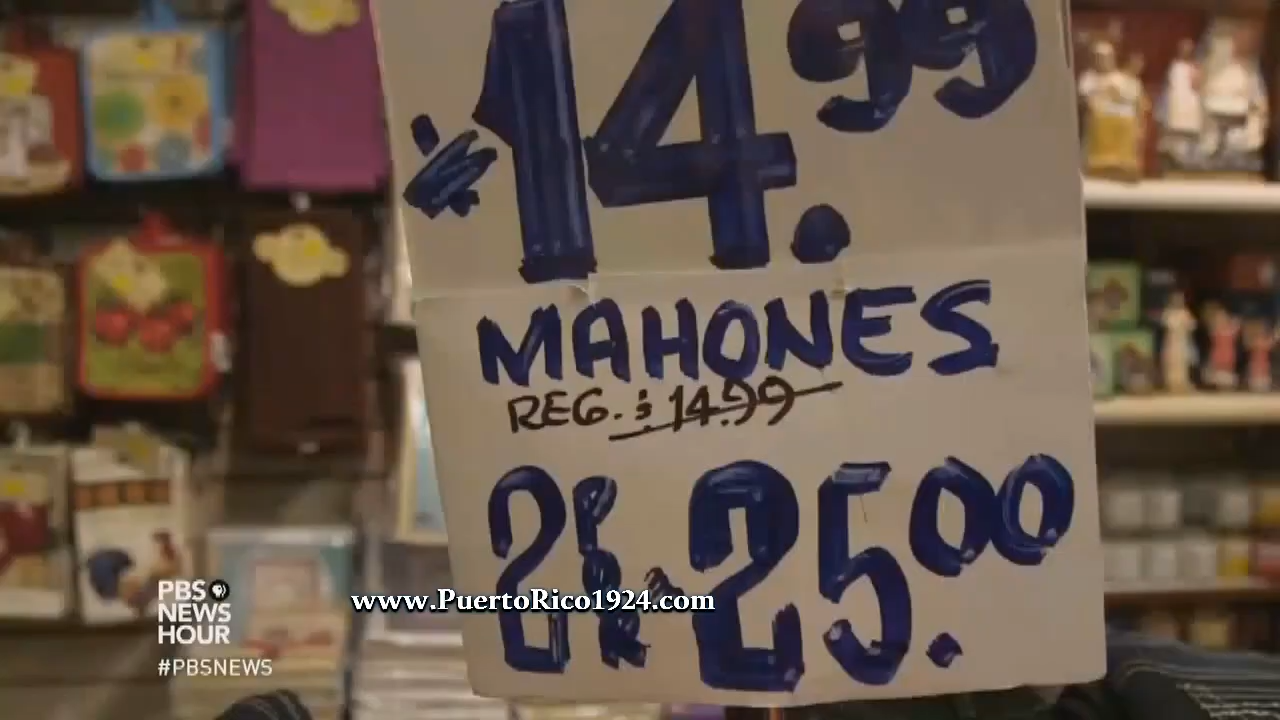 $14.99
MAHONES
REG. $14.99
2 x $25.00
PBS
NEWS
HOUR
www.PuertoRico1924.com
#PBSNEWS